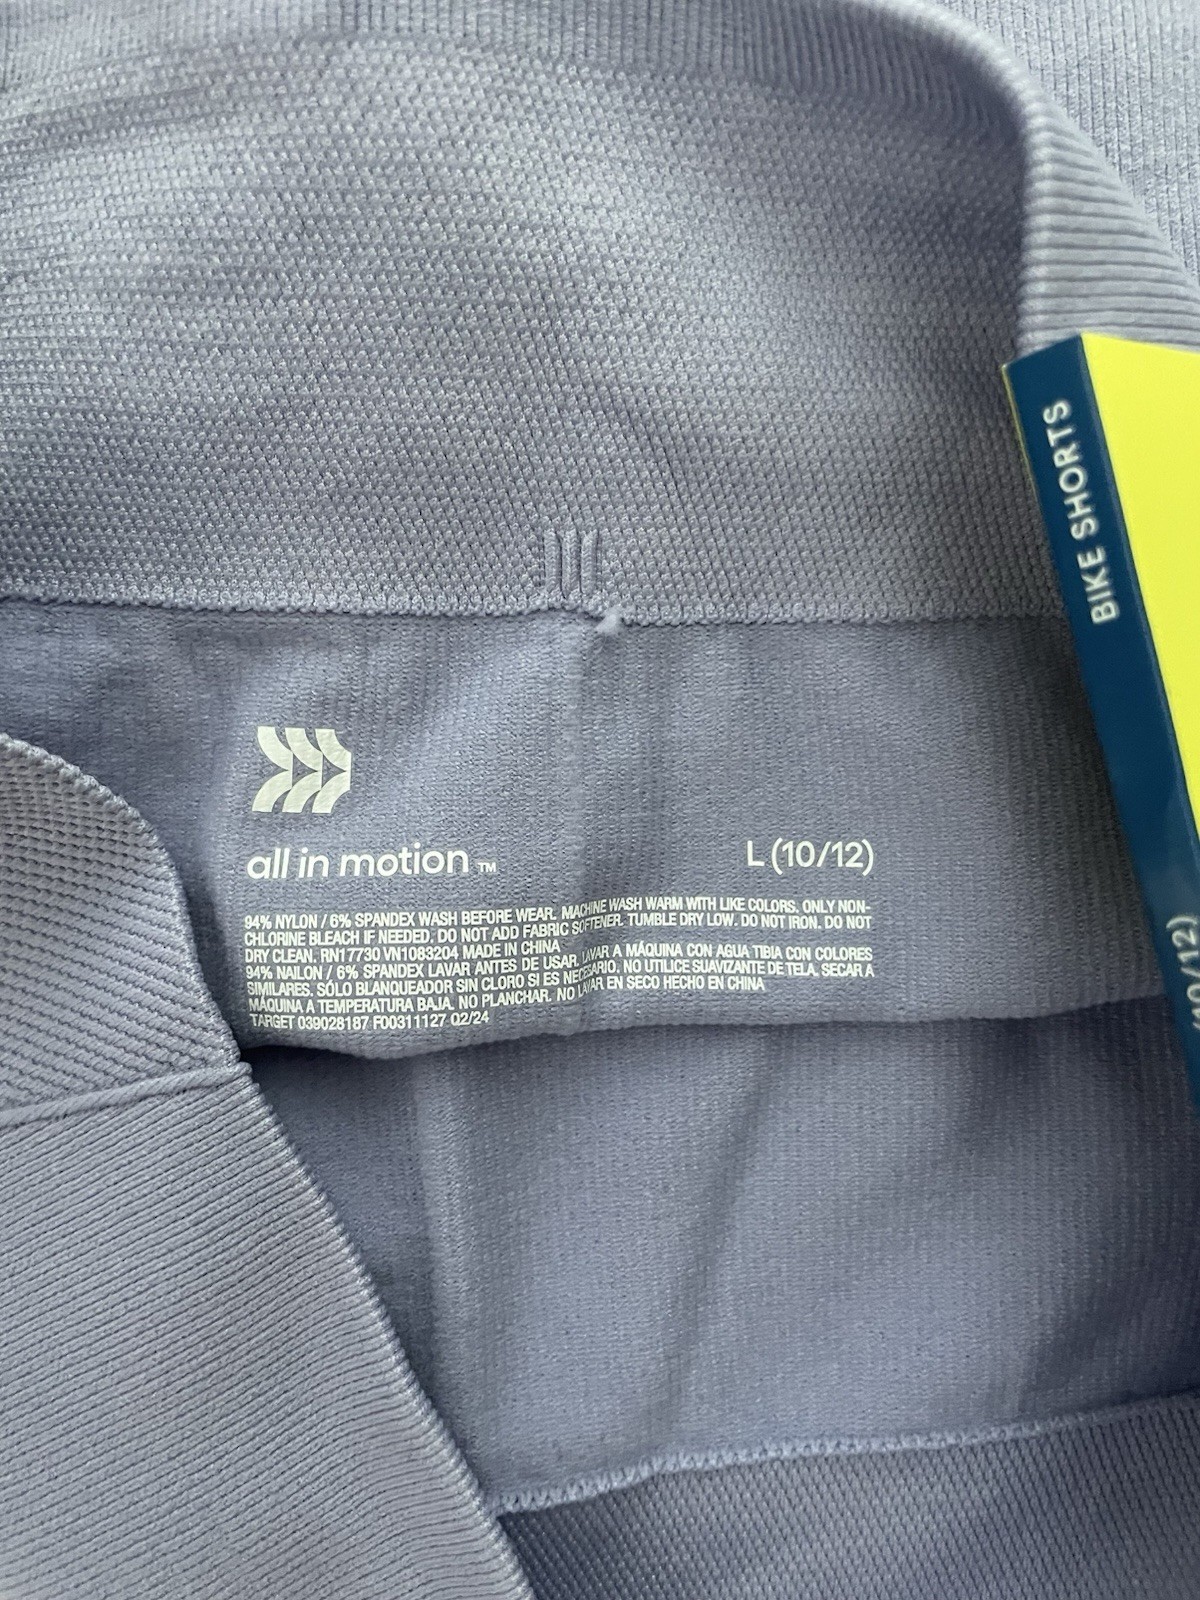 BIKE SHORTS
all in motion ™
L (10/12)
94% NYLON / 6% SPANDEX WASH BEFORE WEAR. MACHINE WASH WARM WITH LIKE COLORS. ONLY NON-
CHLORINE BLEACH IF NEEDED. DO NOT ADD FABRIC SOFTENER. TUMBLE DRY LOW. DO NOT IRON. DO NOT
DRY CLEAN. RN17730 VN1083204 MADE IN CHINA
94% NAILON / 6% SPANDEX LAVAR ANTES DE USAR. LAVAR A MÁQUINA CON AGUA TIBIA CON COLORES
SIMILARES. SÓLO BLANQUEADOR SIN CLORO SI ES NECESARIO. NO UTILICE SUAVIZANTE DE TELA. SECAR A
MÁQUINA A TEMPERATURA BAJA. NO PLANCHAR. NO LAVAR EN SECO HECHO EN CHINA
TARGET 039028187 F00311127 Q2/24